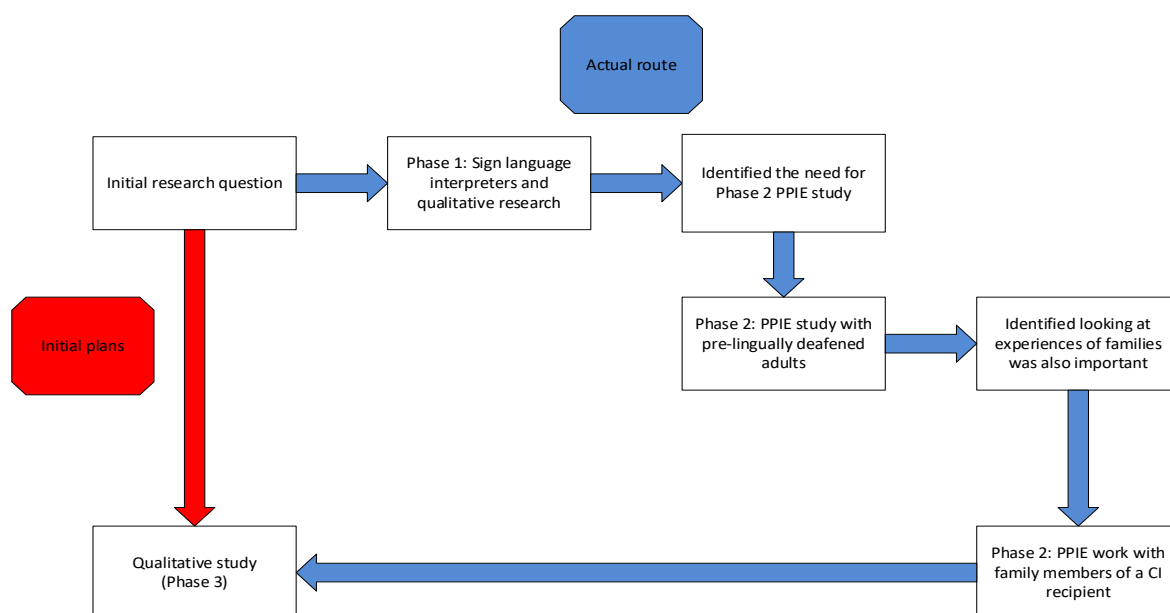 Actual route
Initial research question
Phase 1: Sign language
interpreters and
qualitative research
Identified the need for
Phase 2 PPIE study
Initial plans
Phase 2: PPIE study with
pre-lingually deafened
adults
Identified looking at
experiences of families
was also important
Qualitative study
(Phase 3)
Phase 2: PPIE work with
family members of a CI
recipient